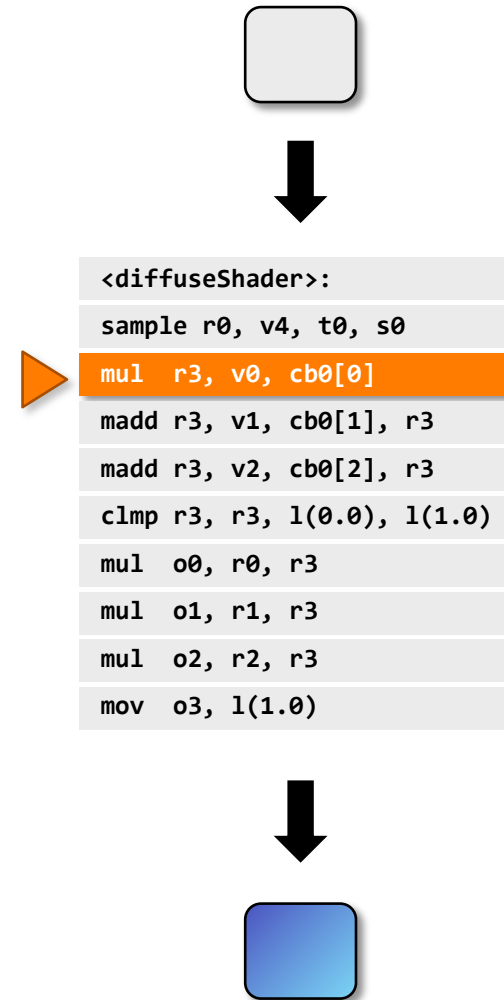 <diffuseShader>:
sample r0, v4, t0, s0
mul  r3, v0, cb0[0]
madd r3, v1, cb0[1], r3
madd r3, v2, cb0[2], r3
clmp r3, r3, l(0.0), l(1.0)
mul  o0, r0, r3
mul  o1, r1, r3
mul  o2, r2, r3
mov  o3, l(1.0)